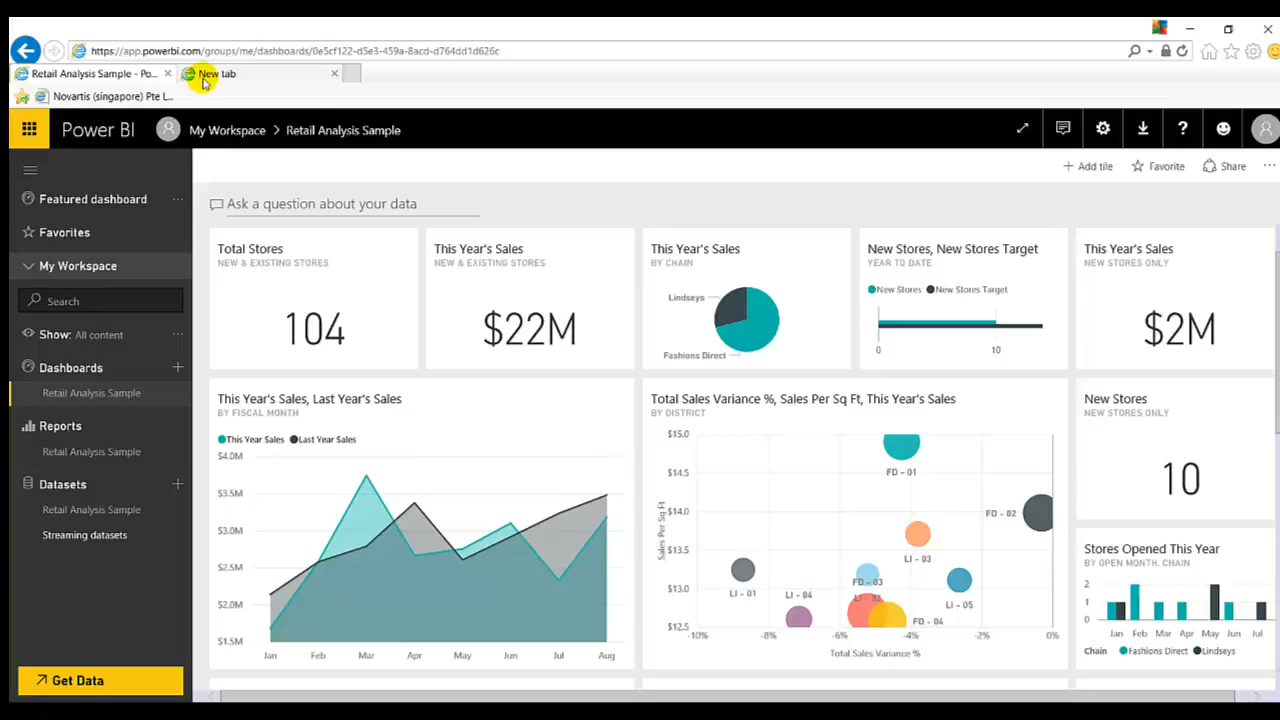 https://app.powerbi.com/groups/me/dashboards/0e5cf122-d5e3-459a-8acd-d764dd1d626c
Retail Analysis Sample - Po...
New tab
Novartis (singapore) Pte L...
Power BI
My Workspace > Retail Analysis Sample
?
+ Add tile
Favorite
Share
...
Featured dashboard ...
Favorites
My Workspace
Search
Show: All content ...
Dashboards +
Retail Analysis Sample
Reports
Retail Analysis Sample
Datasets +
Retail Analysis Sample
Streaming datasets
Get Data
Ask a question about your data
Total Stores
NEW & EXISTING STORES
104
This Year's Sales
NEW & EXISTING STORES
$22M
This Year's Sales
BY CHAIN
Lindseys
Fashions Direct
New Stores, New Stores Target
YEAR TO DATE
New Stores New Stores Target
0 10
This Year's Sales
NEW STORES ONLY
$2M
This Year's Sales, Last Year's Sales
BY FISCAL MONTH
This Year Sales Last Year Sales
$4.0M
$3.5M
$3.0M
$2.5M
$2.0M
$1.5M
Jan Feb Mar Apr May Jun Jul Aug
Total Sales Variance %, Sales Per Sq Ft, This Year's Sales
BY DISTRICT
Sales Per Sq Ft
$15.0
$14.5
$14.0
$13.5
$13.0
$12.5
FD - 01
FD - 02
LI - 03
FD - 03
LI - 01
LI - 04
LI - 02
LI - 05
FD - 04
-10% -8% -6% -4% -2% 0%
Total Sales Variance %
New Stores
NEW STORES ONLY
10
Stores Opened This Year
BY OPEN MONTH, CHAIN
2
1
0
Jan Feb Mar Apr May Jun Jul
Chain Fashions Direct Lindseys